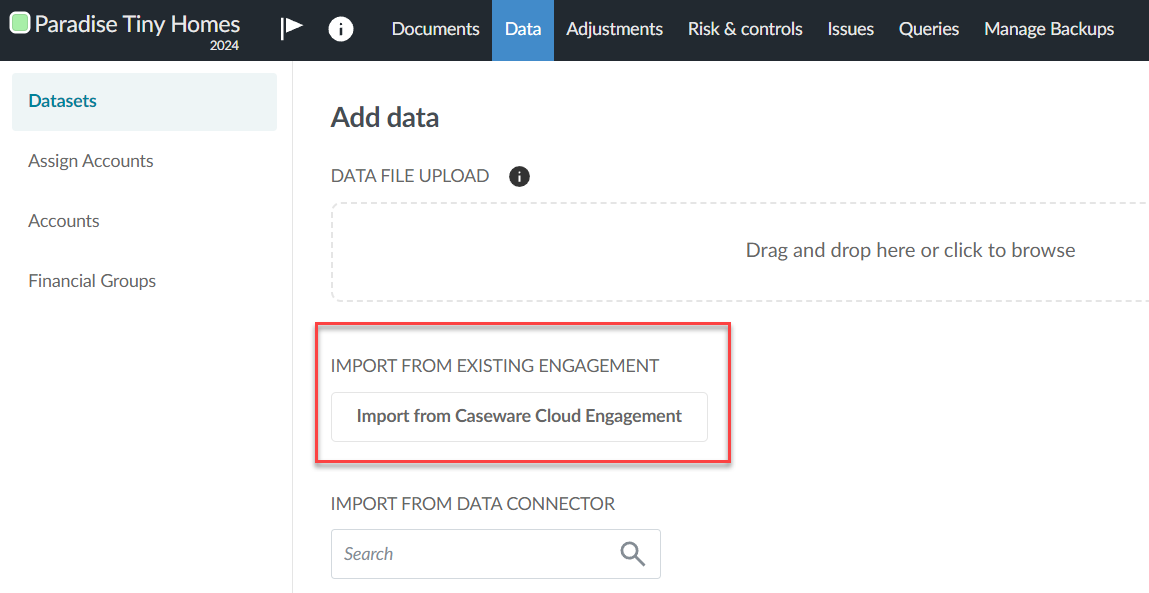 Paradise Tiny Homes
2024
Documents
Data
Adjustments
Risk & controls
Issues
Queries
Manage Backups
Datasets
Assign Accounts
Accounts
Financial Groups
Add data
DATA FILE UPLOAD
Drag and drop here or click to browse
IMPORT FROM EXISTING ENGAGEMENT
Import from Caseware Cloud Engagement
IMPORT FROM DATA CONNECTOR
Search